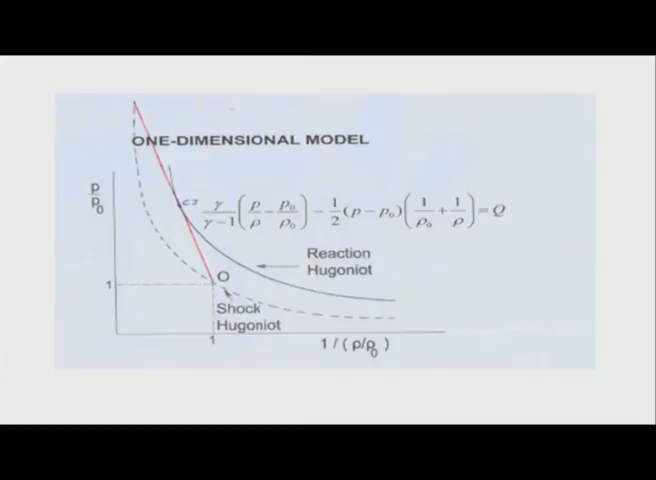 ONE-DIMENSIONAL MODEL
p/p₀
CJ
γ/(γ−1) (p/ρ − p₀/ρ₀) − 1/2 (p − p₀) (1/ρ₀ + 1/ρ) = Q
Reaction
Hugoniot
O
1
Shock
Hugoniot
1
1 / ( ρ/ρ₀ )